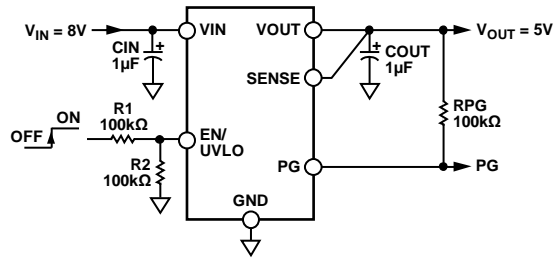 VIN = 8V
CIN
1µF
+
VIN
VOUT
SENSE
COUT
1µF
+
VOUT = 5V
ON
OFF
R1
100kΩ
R2
100kΩ
EN/
UVLO
PG
GND
RPG
100kΩ
PG